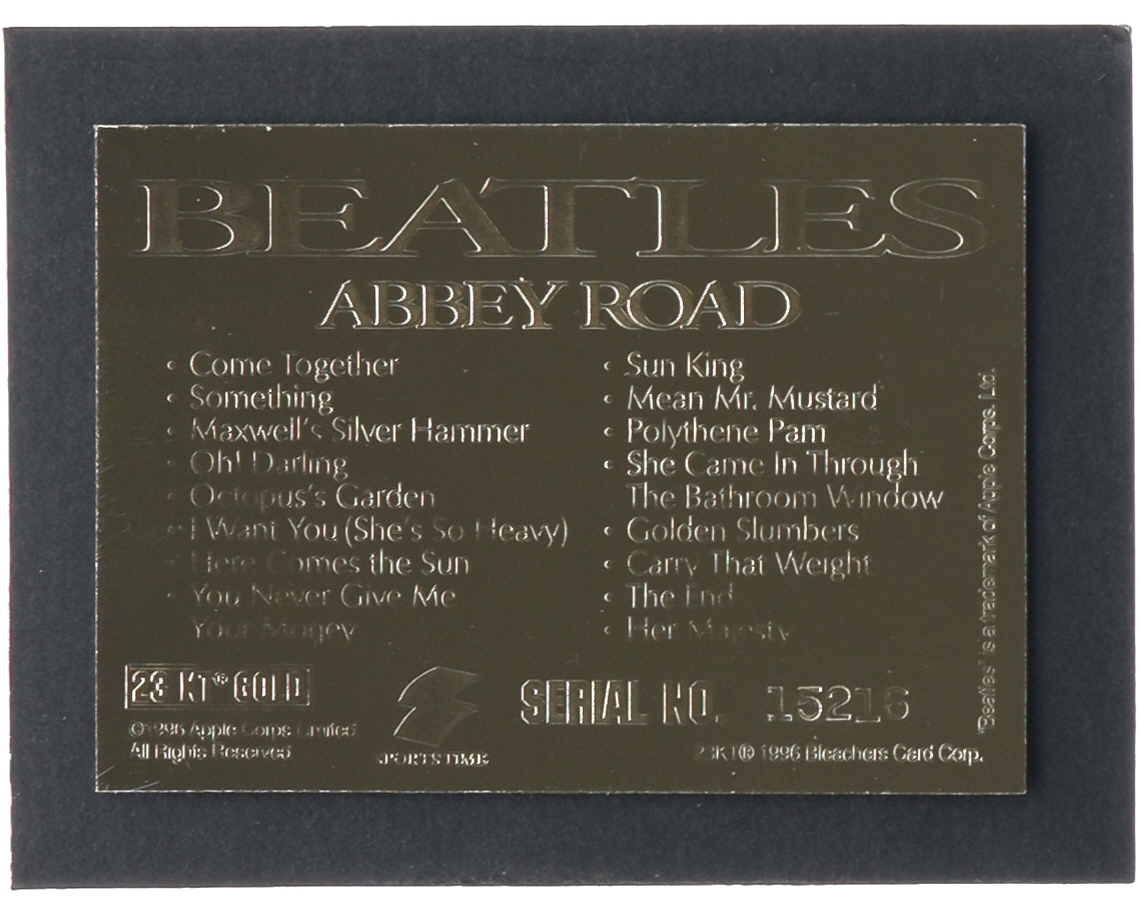 BEATLES
ABBEY ROAD
• Come Together
• Something
• Maxwell's Silver Hammer
• Oh! Darling
• Octopus's Garden
• I Want You (She's So Heavy)
• Here Comes the Sun
• You Never Give Me
Your Money
• Sun King
• Mean Mr. Mustard
• Polythene Pam
• She Came In Through
The Bathroom Window
• Golden Slumbers
• Carry That Weight
• The End
• Her Majesty
"Beatles" is a trademark of Apple Corps. Ltd.
23 KT® GOLD
©1996 Apple Corps Limited
All Rights Reserved
SPORTS TIME
SERIAL NO. 15216
23KT® 1996 Bleachers Card Corp.